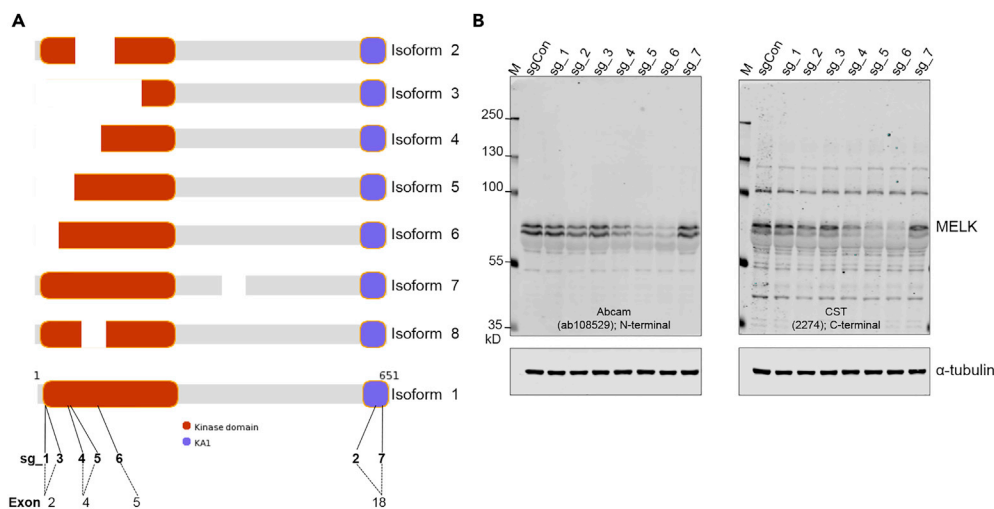 A
Isoform 2
Isoform 3
Isoform 4
Isoform 5
Isoform 6
Isoform 7
Isoform 8
1 651
Isoform 1
Kinase domain
KA1
sg_1 3 4 5 6 2 7
Exon 2 4 5 18
B
M sgCon sg_1 sg_2 sg_3 sg_4 sg_5 sg_6 sg_7
M sgCon sg_1 sg_2 sg_3 sg_4 sg_5 sg_6 sg_7
250
130
100
55
35
kD
MELK
Abcam
(ab108529); N-terminal
CST
(2274); C-terminal
α-tubulin